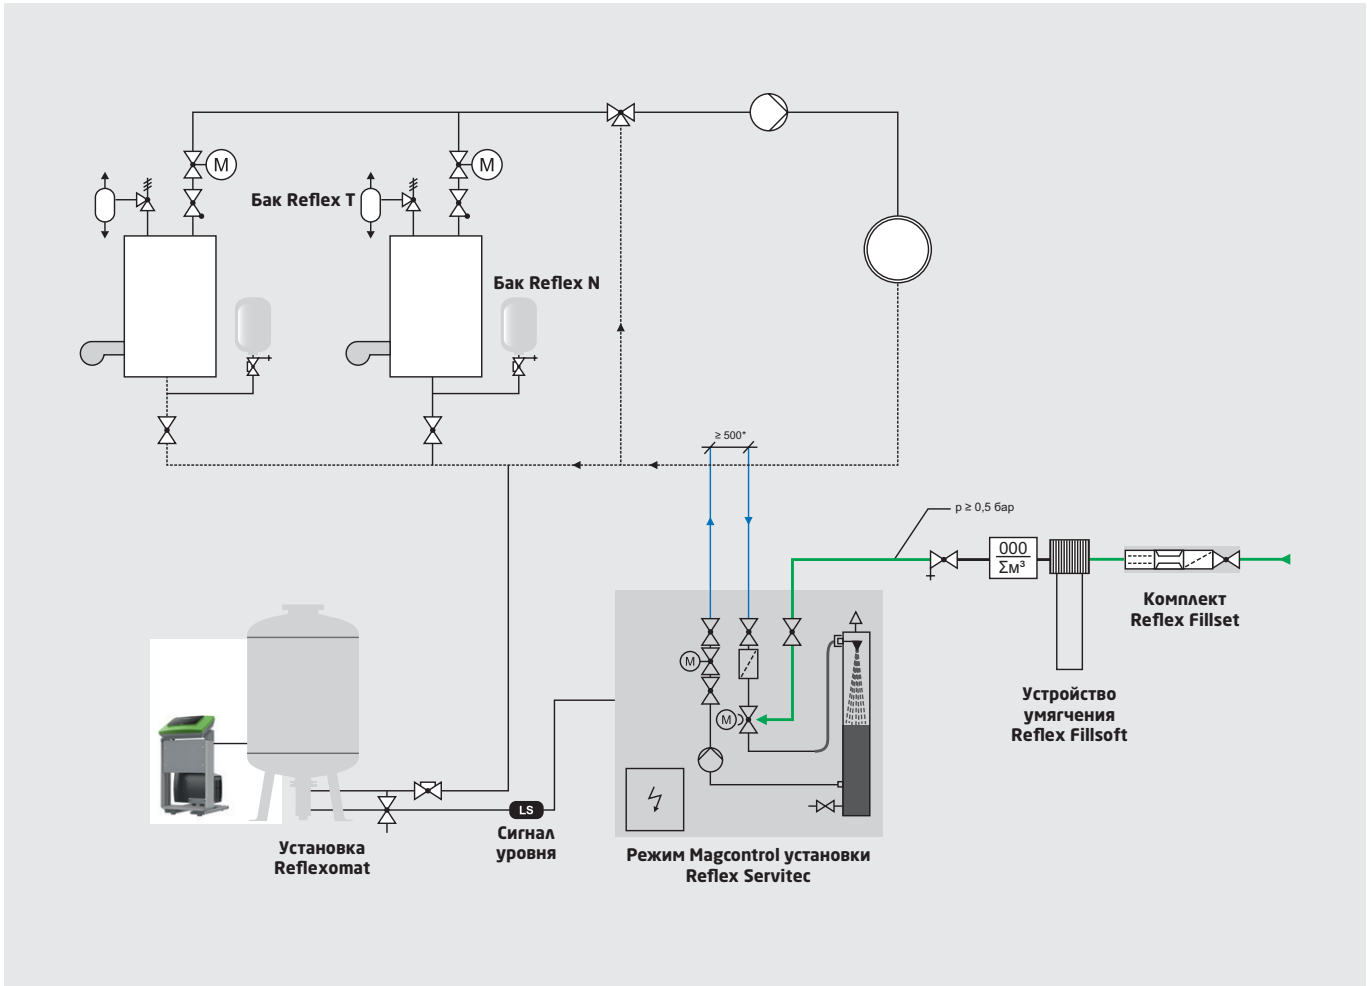 M
M
Бак Reflex T
Бак Reflex N
≥ 500*
p ≥ 0,5 бар
000
Σм³
Комплект
Reflex Fillset
Устройство
умягчения
Reflex Fillsoft
M
M
LS
Сигнал
уровня
Установка
Reflexomat
Режим Magcontrol установки
Reflex Servitec